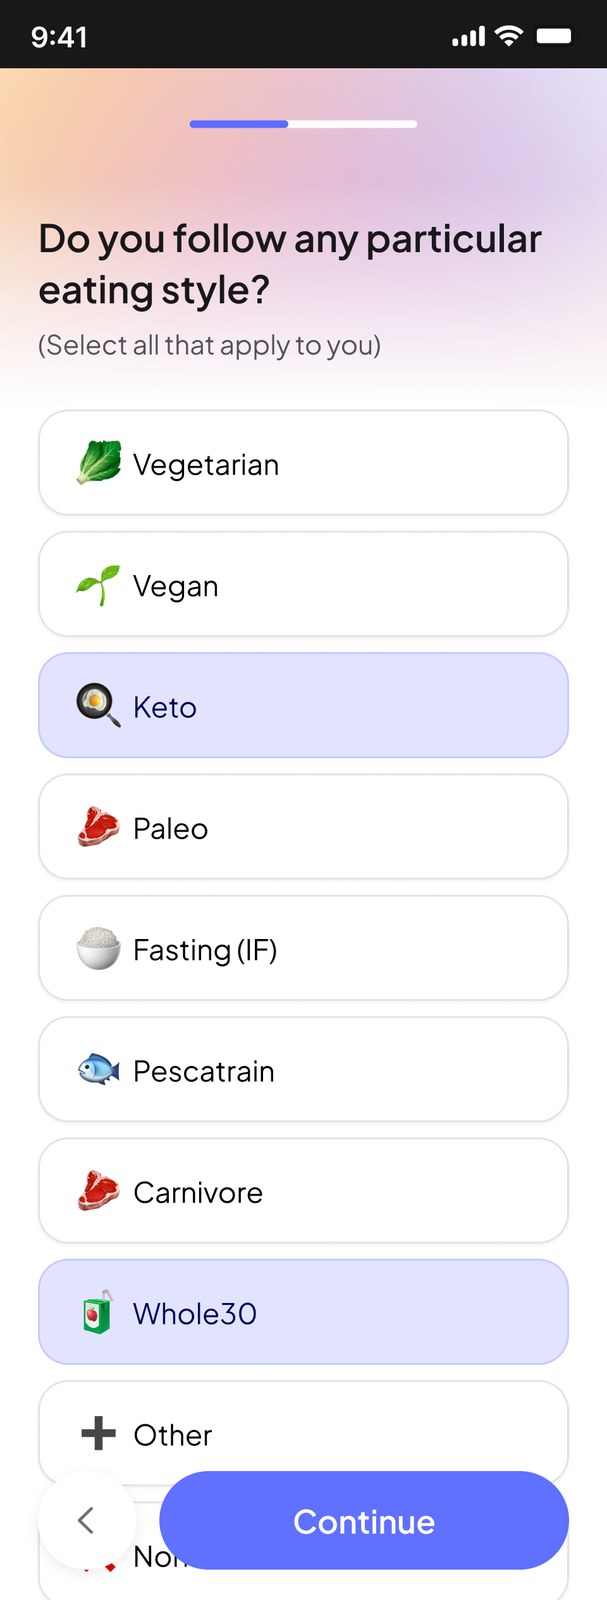 9:41
Do you follow any particular
eating style?
(Select all that apply to you)
Vegetarian
Vegan
Keto
Paleo
Fasting (IF)
Pescatrain
Carnivore
Whole30
Other
Continue